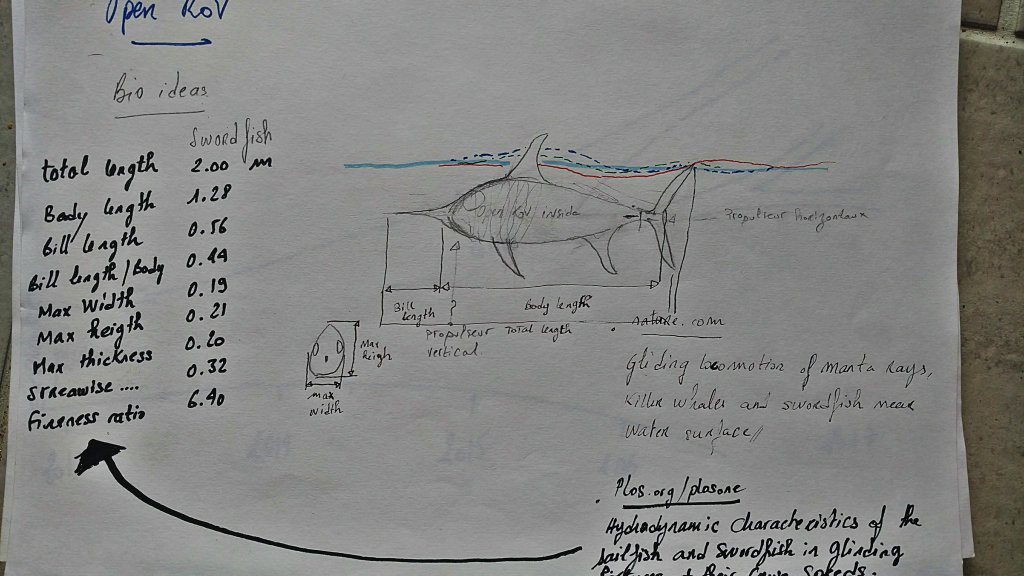 Open ROV
Bio ideas
Swordfish
total length 2.00 m
Body length 1.28
Bill length 0.56
Bill length/Body 0.44
Max Width 0.19
Max Heigth 0.21
Max thickness 0.20
streawise .... 0.32
Fineness ratio 6.40
Open ROV inside
Propulseur horizontaux
Bill
length
Body length
?
Propulseur
vertical.
Total length
Max
heigh
max
width
. nature.com
Gliding locomotion of manta rays,
Killer whales and swordfish near
water surface//
. Plos.org/plosone
Hydrodynamic characteristics of the
sailfish and swordfish in glinding
their speeds.